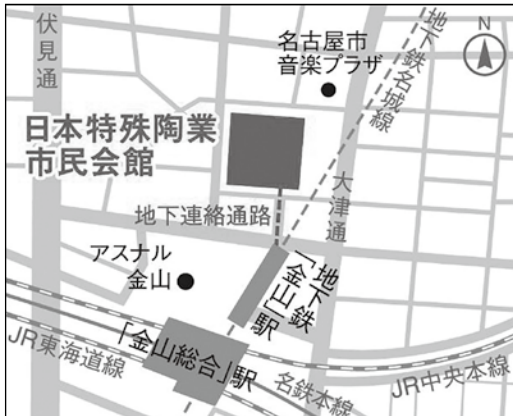 伏見通
名古屋市
音楽プラザ
地下鉄名城線
N
日本特殊陶業
市民会館
大津通
地下連絡通路
アスナル
金山
地下鉄
「金山」駅
「金山総合」駅
JR東海道線
名鉄本線
JR中央本線